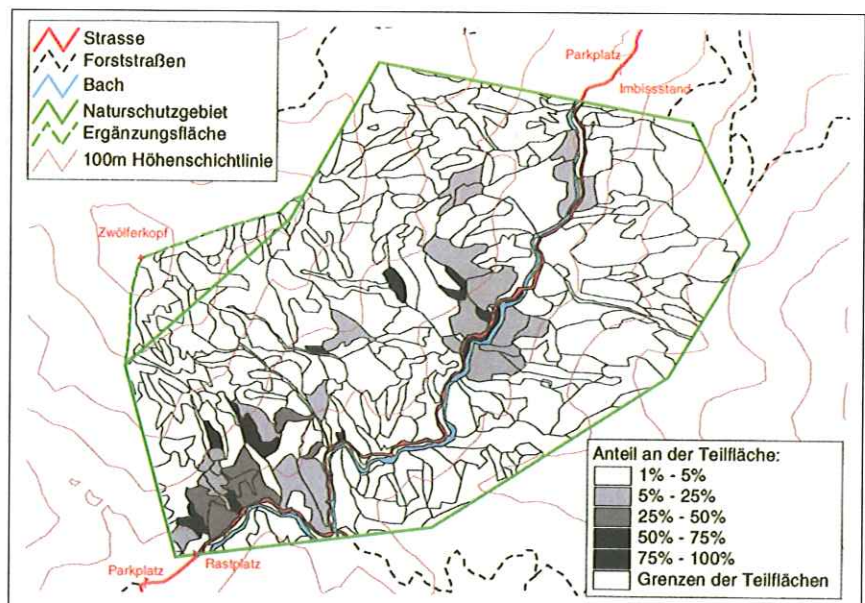 Strasse
Forststraßen
Bach
Naturschutzgebiet
Ergänzungsfläche
100m Höhenschichtlinie
Parkplatz
Imbissstand
Zwölferkopf
Anteil an der Teilfläche:
1% - 5%
5% - 25%
25% - 50%
50% - 75%
75% - 100%
Grenzen der Teilflächen
Parkplatz
Rastplatz